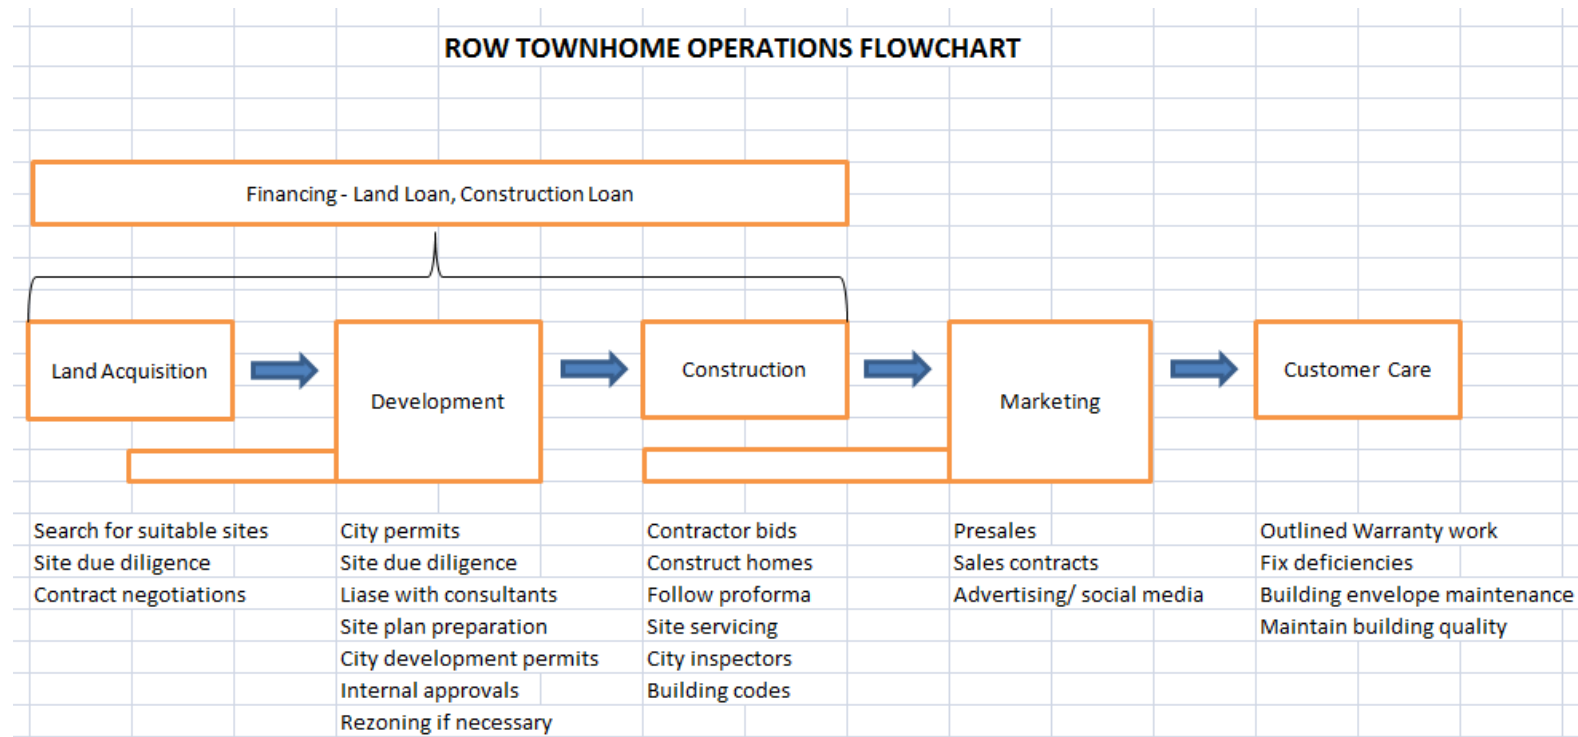 ROW TOWNHOME OPERATIONS FLOWCHART
Financing - Land Loan, Construction Loan
Land Acquisition
Development
Construction
Marketing
Customer Care
Search for suitable sites
Site due diligence
Contract negotiations
City permits
Site due diligence
Liase with consultants
Site plan preparation
City development permits
Internal approvals
Rezoning if necessary
Contractor bids
Construct homes
Follow proforma
Site servicing
City inspectors
Building codes
Presales
Sales contracts
Advertising/ social media
Outlined Warranty work
Fix deficiencies
Building envelope maintenance
Maintain building quality